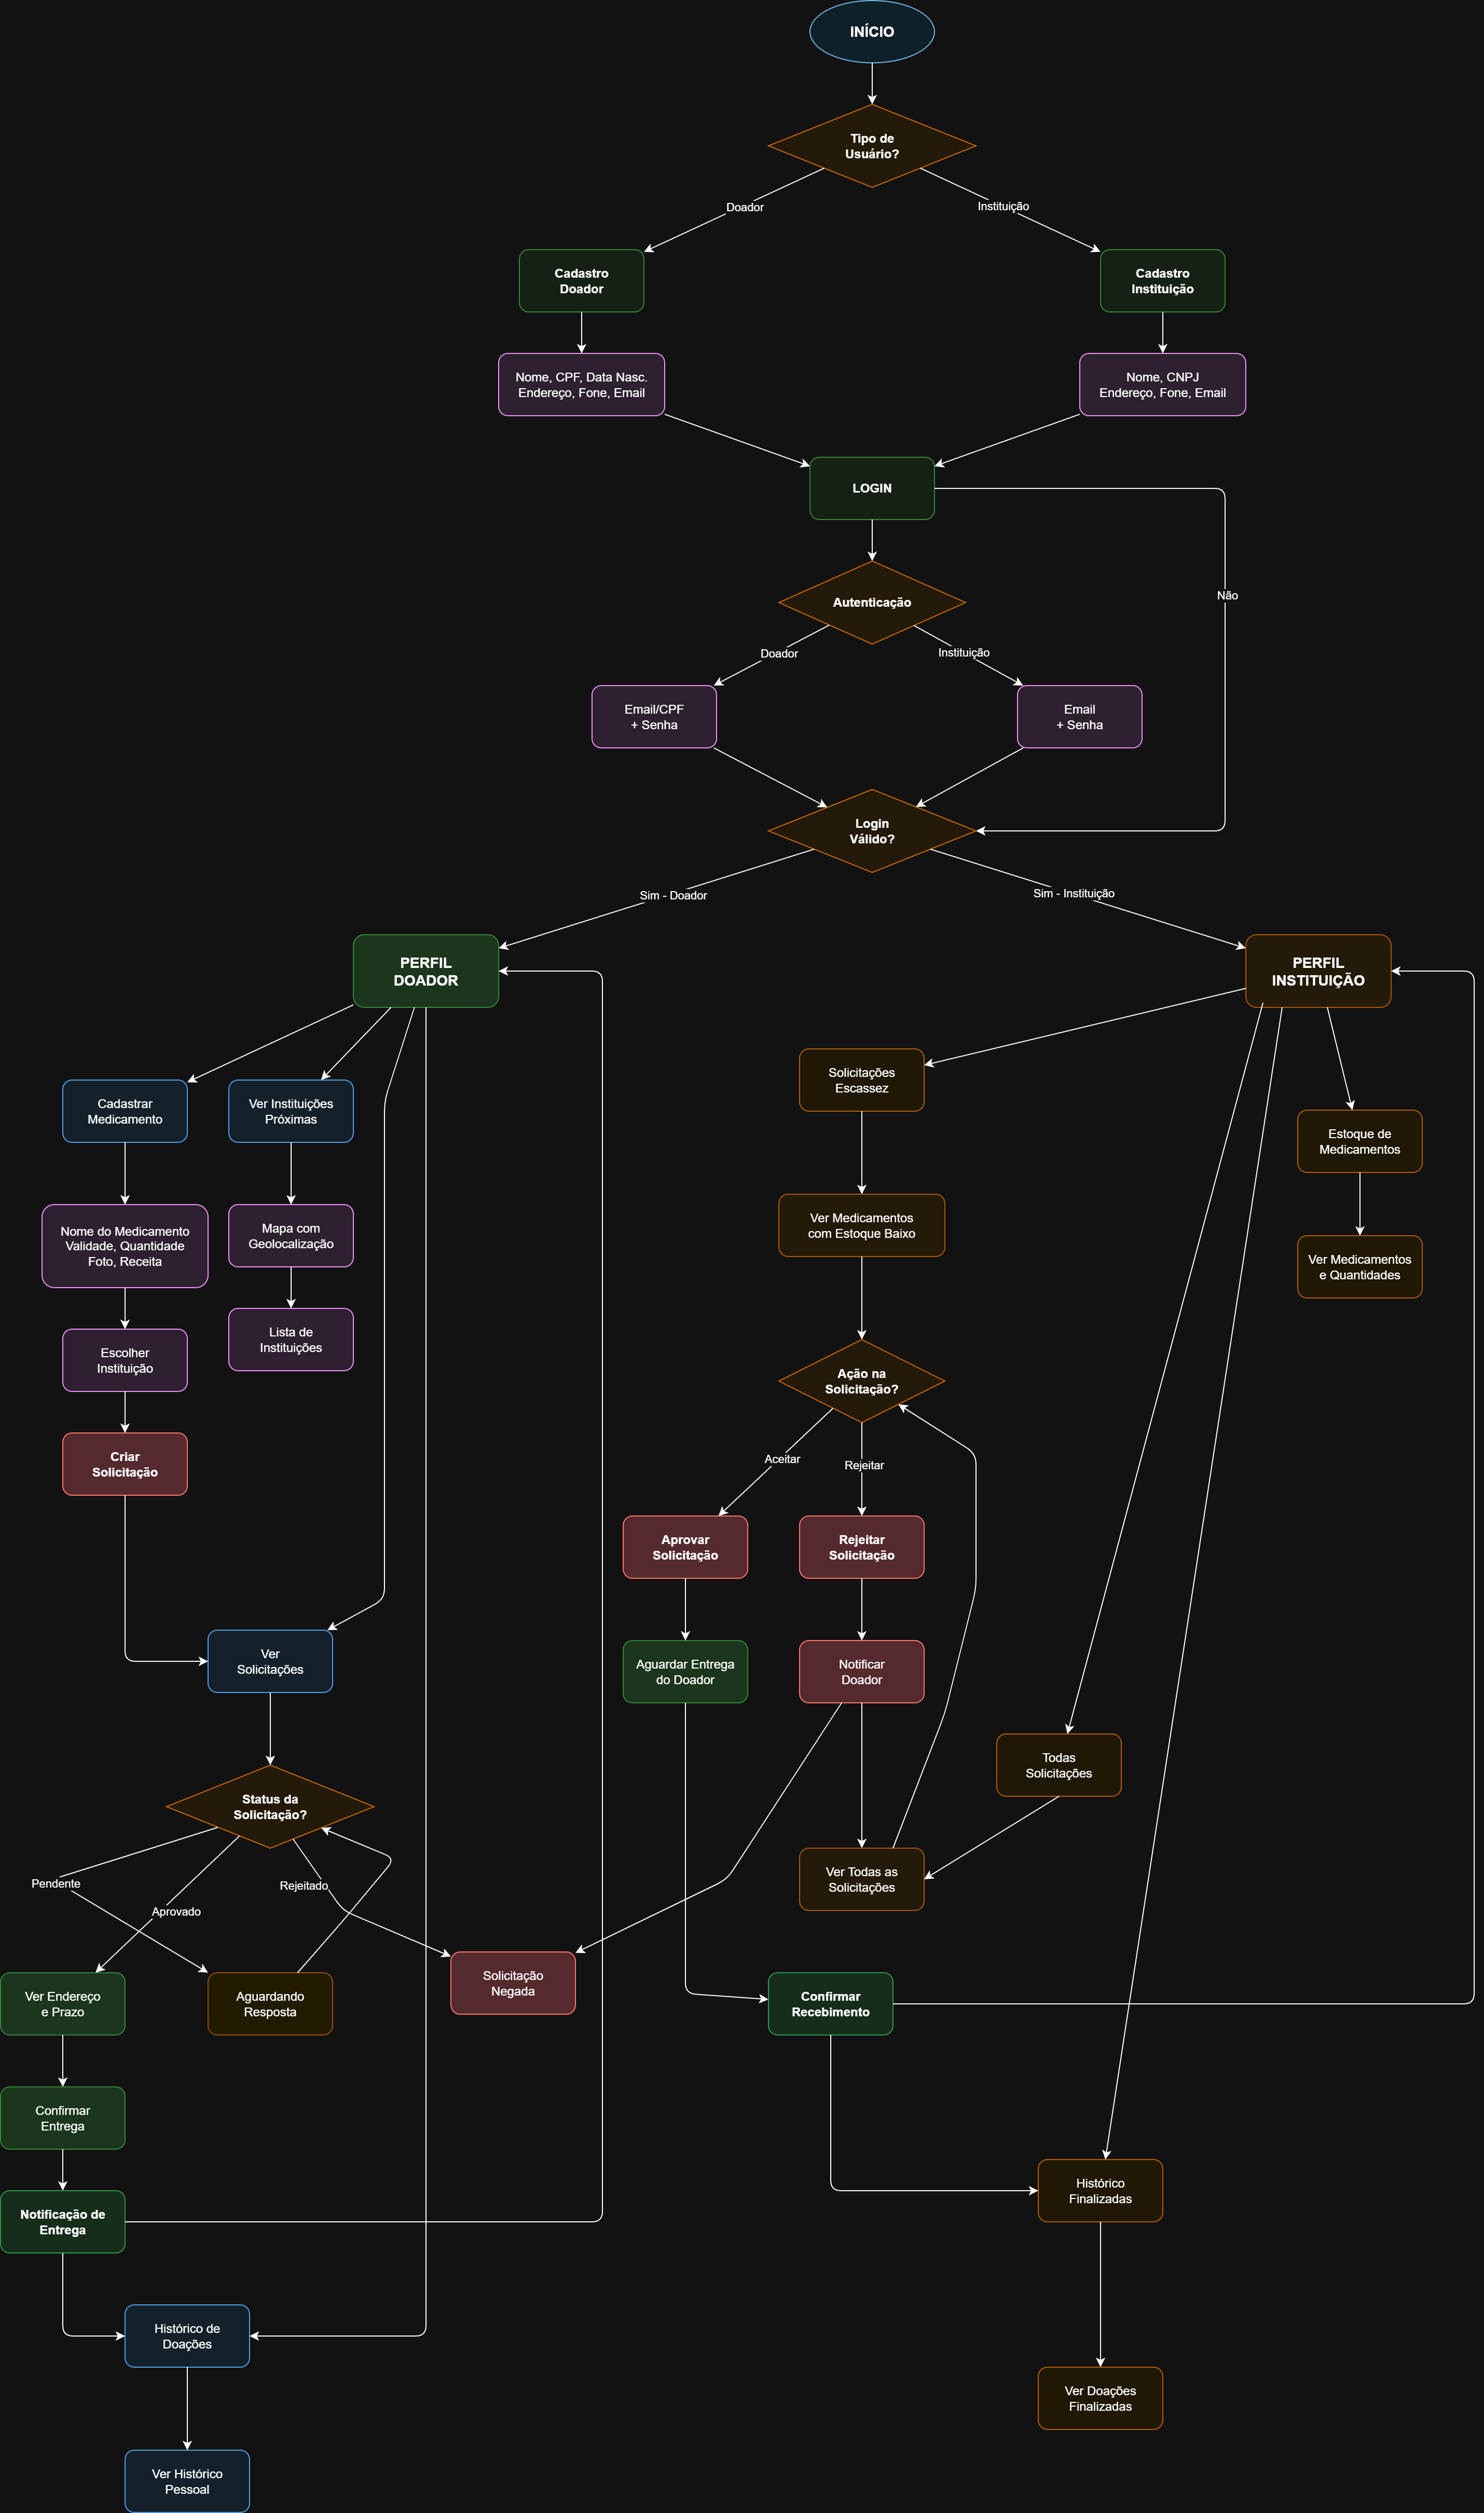 INÍCIO
Tipo de
Usuário?
Doador
Instituição
Cadastro
Doador
Cadastro
Instituição
Nome, CPF, Data Nasc.
Endereço, Fone, Email
Nome, CNPJ
Endereço, Fone, Email
LOGIN
Autenticação
Não
Doador
Instituição
Email/CPF
+ Senha
Email
+ Senha
Login
Válido?
Sim - Doador
Sim - Instituição
PERFIL
DOADOR
PERFIL
INSTITUIÇÃO
Cadastrar
Medicamento
Ver Instituições
Próximas
Solicitações
Escassez
Estoque de
Medicamentos
Nome do Medicamento
Validade, Quantidade
Foto, Receita
Mapa com
Geolocalização
Ver Medicamentos
com Estoque Baixo
Ver Medicamentos
e Quantidades
Escolher
Instituição
Lista de
Instituições
Ação na
Solicitação?
Criar
Solicitação
Aceitar
Rejeitar
Aprovar
Solicitação
Rejeitar
Solicitação
Ver
Solicitações
Aguardar Entrega
do Doador
Notificar
Doador
Todas
Solicitações
Status da
Solicitação?
Pendente
Aprovado
Rejeitado
Ver Todas as
Solicitações
Ver Endereço
e Prazo
Aguardando
Resposta
Solicitação
Negada
Confirmar
Recebimento
Confirmar
Entrega
Notificação de
Entrega
Histórico
Finalizadas
Histórico de
Doações
Ver Doações
Finalizadas
Ver Histórico
Pessoal